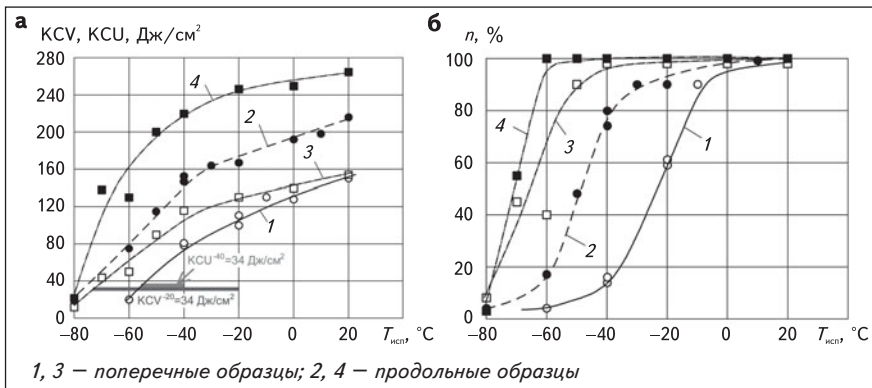 а
KCV, KCU, Дж/см²
280
240
200
160
120
80
40
0
4
2
3
1
KCU⁻⁴⁰=34 Дж/см²
KCV⁻²⁰=34 Дж/см²
–80 –60 –40 –20 0 20 Tисп, °C
б
n, %
100
80
60
40
20
0
4
3
1
2
–80 –60 –40 –20 0 20 Tисп, °C
1, 3 — поперечные образцы; 2, 4 — продольные образцы